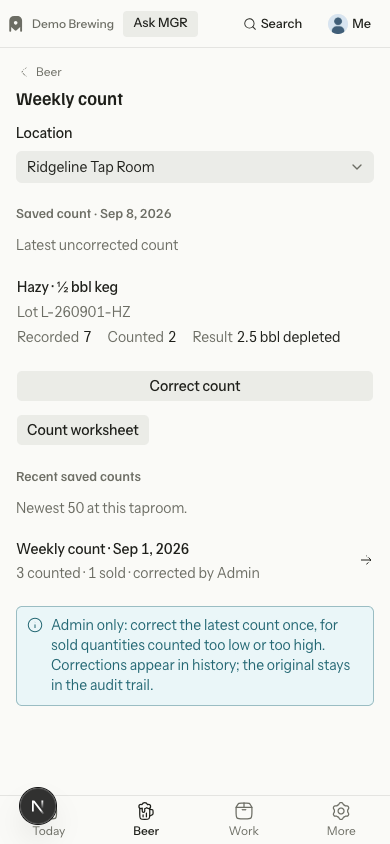 Demo Brewing
Ask MGR
Search
Me
Beer
Weekly count
Location
Ridgeline Tap Room
Saved count · Sep 8, 2026
Latest uncorrected count
Hazy · ½ bbl keg
Lot L-260901-HZ
Recorded 7 Counted 2 Result 2.5 bbl depleted
Correct count
Count worksheet
Recent saved counts
Newest 50 at this taproom.
Weekly count · Sep 1, 2026
3 counted · 1 sold · corrected by Admin
Admin only: correct the latest count once, for
sold quantities counted too low or too high.
Corrections appear in history; the original stays
in the audit trail.
N
Today
Beer
Work
More